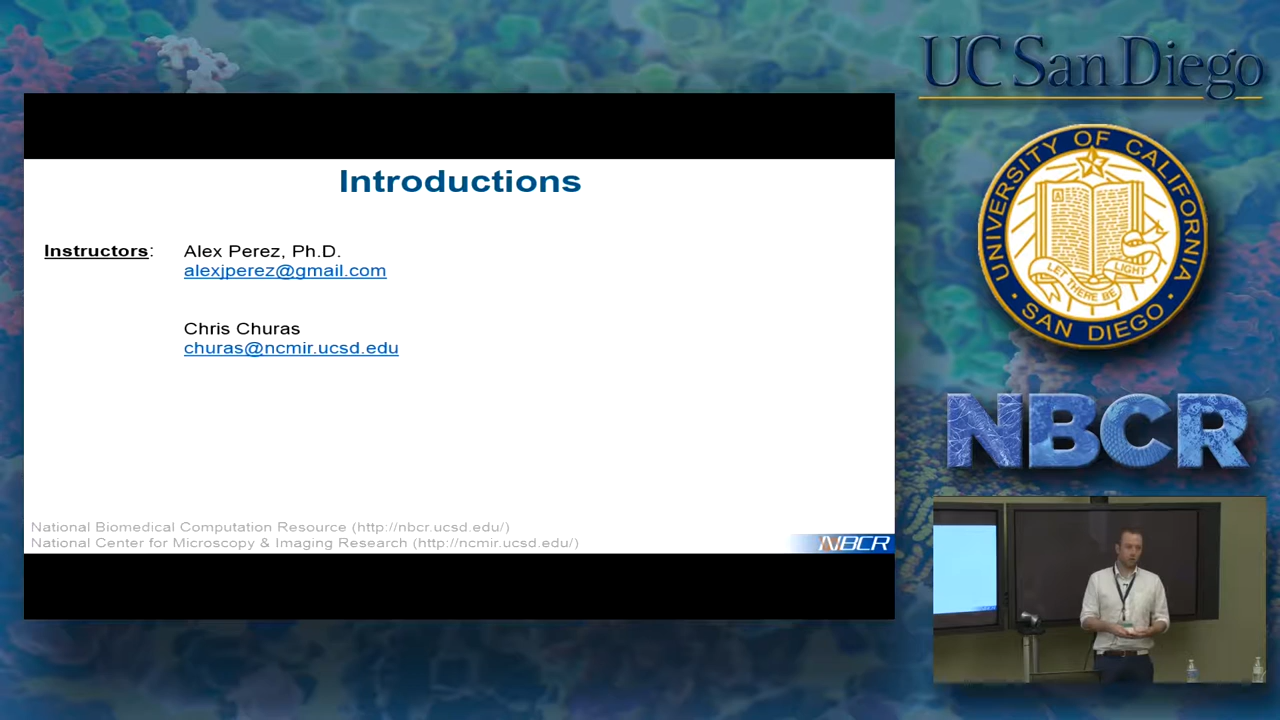 UC San Diego
Introductions
Instructors: Alex Perez, Ph.D.
alexjperez@gmail.com
Chris Churas
churas@ncmir.ucsd.edu
National Biomedical Computation Resource (http://nbcr.ucsd.edu/)
National Center for Microscopy & Imaging Research (http://ncmir.ucsd.edu/)
NBCR
UNIVERSITY OF CALIFORNIA
A
LET THERE BE LIGHT
• SAN DIEGO •
NBCR